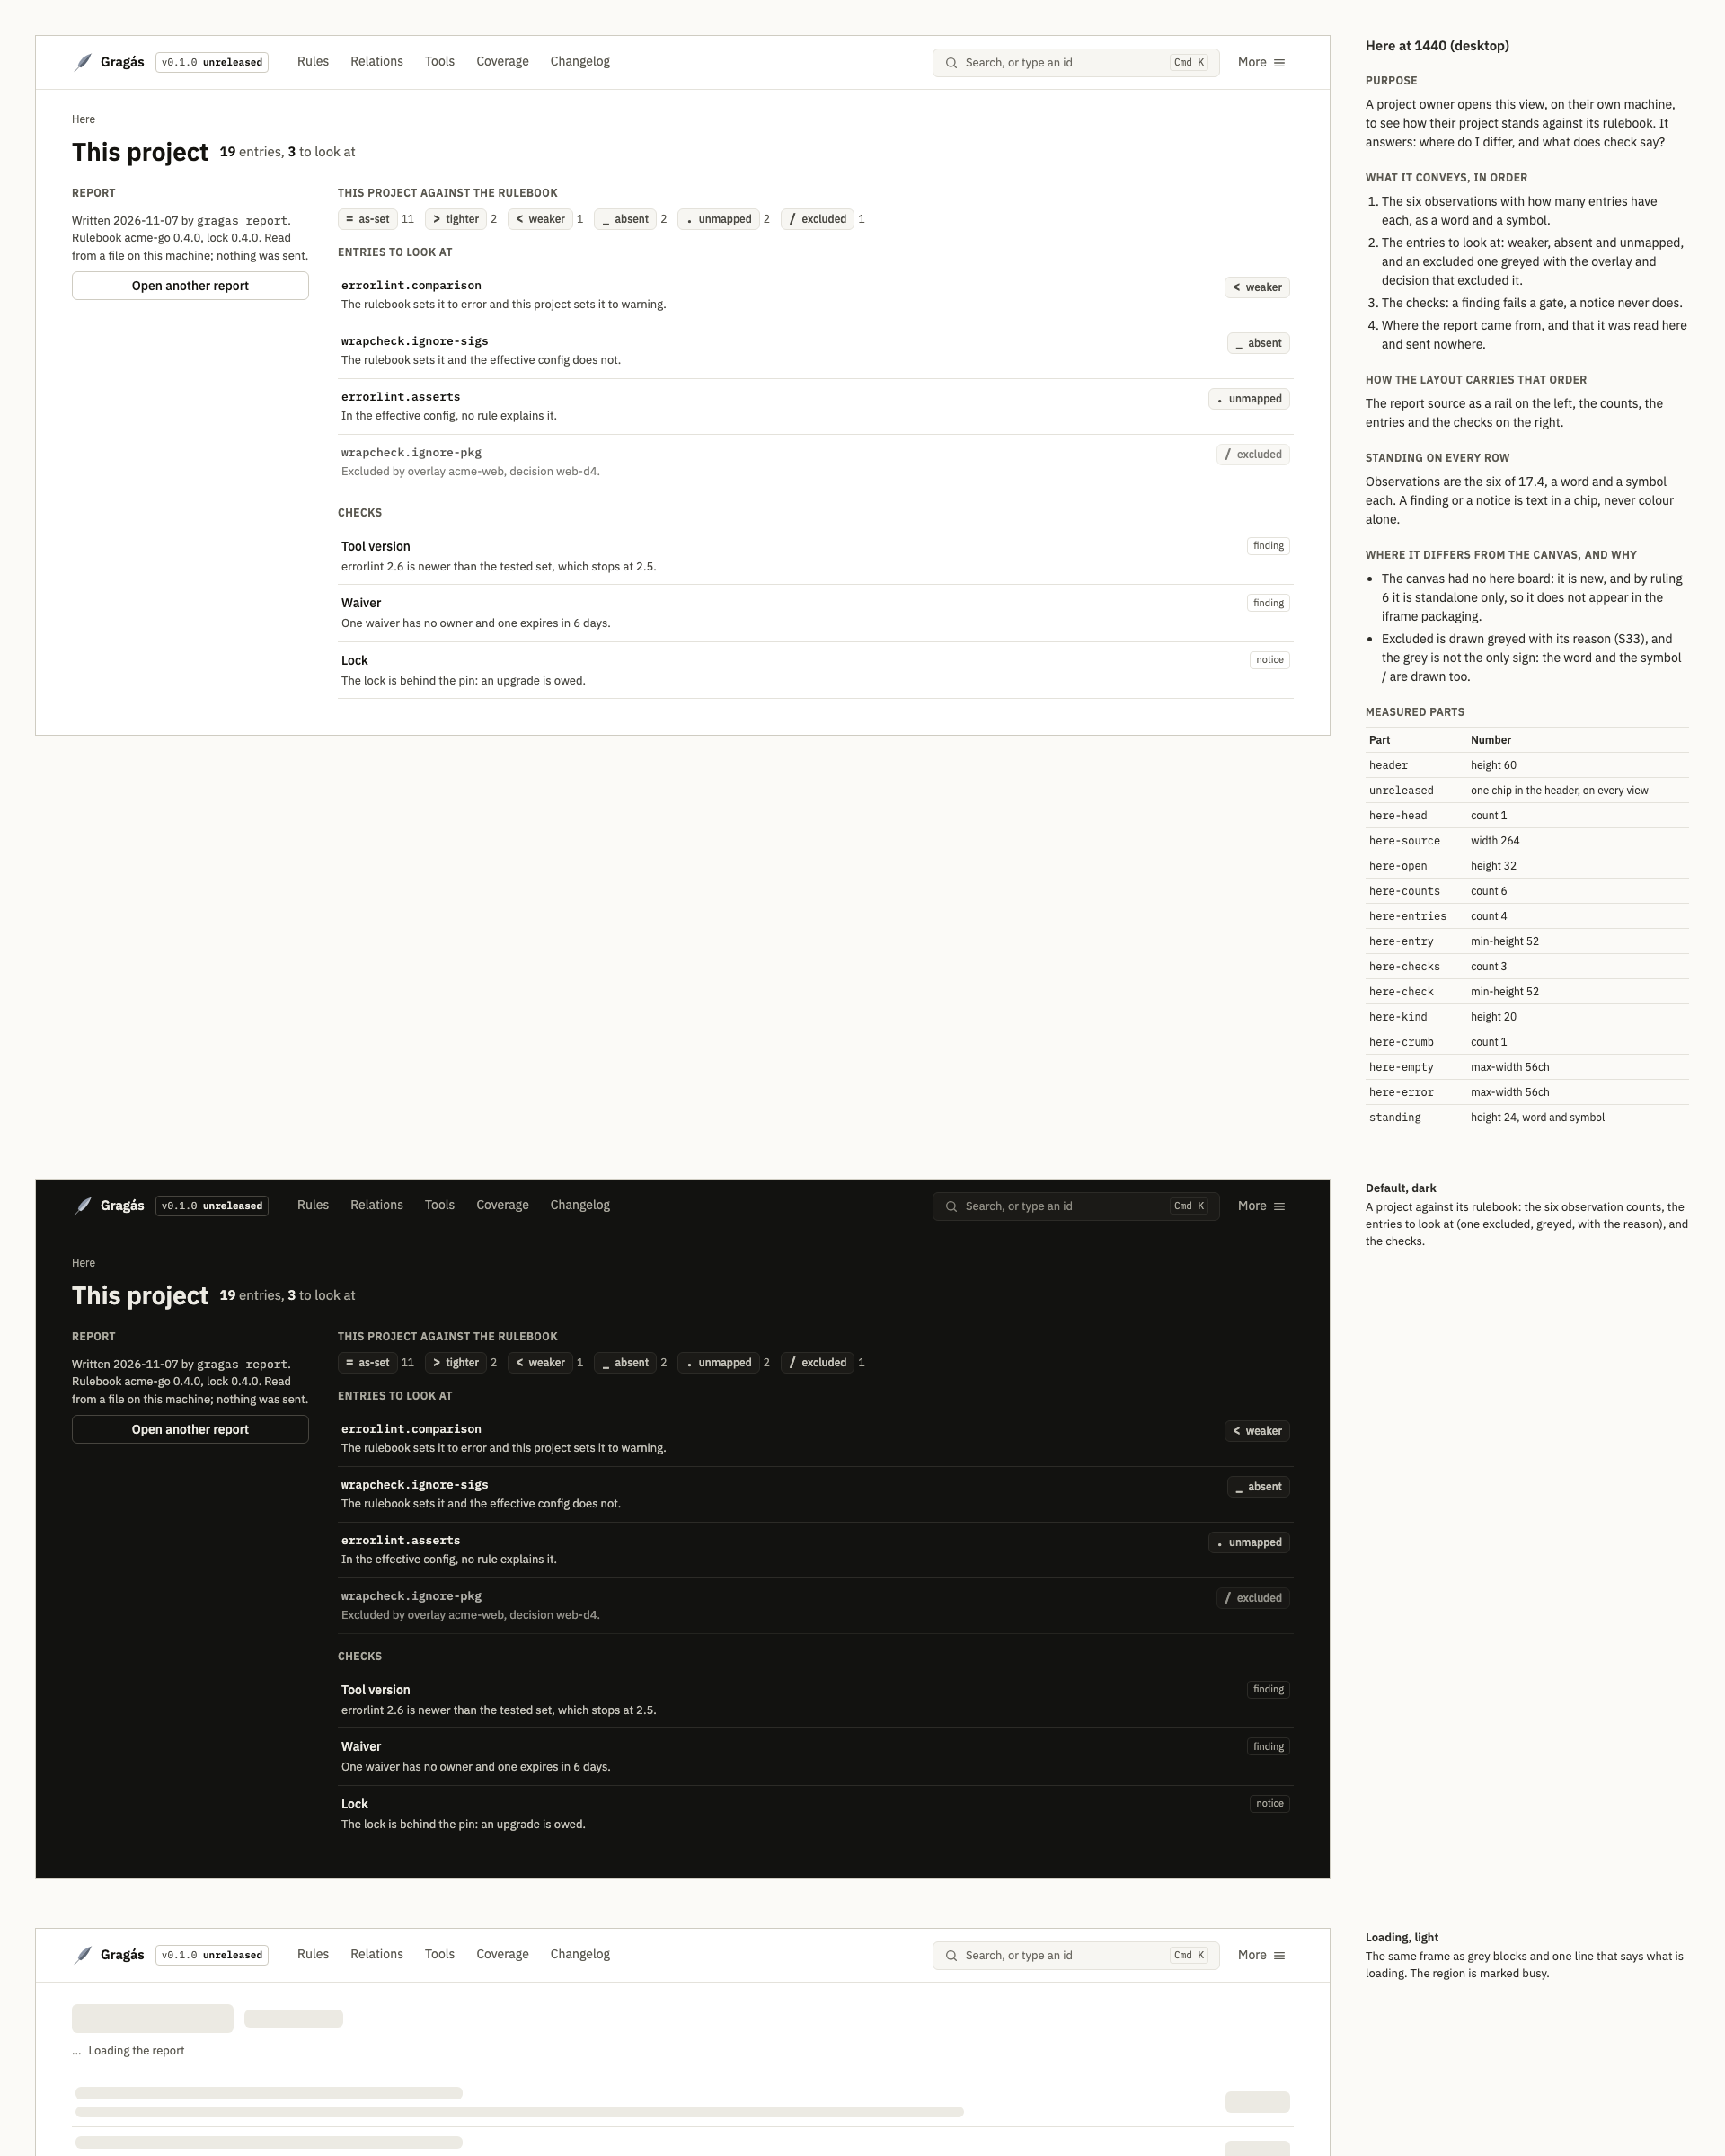 Gragás
v0.1.0 unreleased
Rules
Relations
Tools
Coverage
Changelog
Search, or type an id
Cmd K
More
Here
This project 19 entries, 3 to look at
REPORT
Written 2026-11-07 by gragas report.
Rulebook acme-go 0.4.0, lock 0.4.0. Read
from a file on this machine; nothing was sent.
Open another report
THIS PROJECT AGAINST THE RULEBOOK
= as-set 11 > tighter 2 < weaker 1 _ absent 2 . unmapped 2 / excluded 1
ENTRIES TO LOOK AT
errorlint.comparison
The rulebook sets it to error and this project sets it to warning.
< weaker
wrapcheck.ignore-sigs
The rulebook sets it and the effective config does not.
_ absent
errorlint.asserts
In the effective config, no rule explains it.
. unmapped
wrapcheck.ignore-pkg
Excluded by overlay acme-web, decision web-d4.
/ excluded
CHECKS
Tool version
errorlint 2.6 is newer than the tested set, which stops at 2.5.
finding
Waiver
One waiver has no owner and one expires in 6 days.
finding
Lock
The lock is behind the pin: an upgrade is owed.
notice
Here at 1440 (desktop)
PURPOSE
A project owner opens this view, on their own machine,
to see how their project stands against its rulebook. It
answers: where do I differ, and what does check say?
WHAT IT CONVEYS, IN ORDER
1. The six observations with how many entries have
each, as a word and a symbol.
2. The entries to look at: weaker, absent and unmapped,
and an excluded one greyed with the overlay and
decision that excluded it.
3. The checks: a finding fails a gate, a notice never does.
4. Where the report came from, and that it was read here
and sent nowhere.
HOW THE LAYOUT CARRIES THAT ORDER
The report source as a rail on the left, the counts, the
entries and the checks on the right.
STANDING ON EVERY ROW
Observations are the six of 17.4, a word and a symbol
each. A finding or a notice is text in a chip, never colour
alone.
WHERE IT DIFFERS FROM THE CANVAS, AND WHY
• The canvas had no here board: it is new, and by ruling
6 it is standalone only, so it does not appear in the
iframe packaging.
• Excluded is drawn greyed with its reason (S33), and
the grey is not the only sign: the word and the symbol
/ are drawn too.
MEASURED PARTS
Part Number
header height 60
unreleased one chip in the header, on every view
here-head count 1
here-source width 264
here-open height 32
here-counts count 6
here-entries count 4
here-entry min-height 52
here-checks count 3
here-check min-height 52
here-kind height 20
here-crumb count 1
here-empty max-width 56ch
here-error max-width 56ch
standing height 24, word and symbol
Gragás
v0.1.0 unreleased
Rules
Relations
Tools
Coverage
Changelog
Search, or type an id
Cmd K
More
Here
This project 19 entries, 3 to look at
REPORT
Written 2026-11-07 by gragas report.
Rulebook acme-go 0.4.0, lock 0.4.0. Read
from a file on this machine; nothing was sent.
Open another report
THIS PROJECT AGAINST THE RULEBOOK
= as-set 11 > tighter 2 < weaker 1 _ absent 2 . unmapped 2 / excluded 1
ENTRIES TO LOOK AT
errorlint.comparison
The rulebook sets it to error and this project sets it to warning.
< weaker
wrapcheck.ignore-sigs
The rulebook sets it and the effective config does not.
_ absent
errorlint.asserts
In the effective config, no rule explains it.
. unmapped
wrapcheck.ignore-pkg
Excluded by overlay acme-web, decision web-d4.
/ excluded
CHECKS
Tool version
errorlint 2.6 is newer than the tested set, which stops at 2.5.
finding
Waiver
One waiver has no owner and one expires in 6 days.
finding
Lock
The lock is behind the pin: an upgrade is owed.
notice
Default, dark
A project against its rulebook: the six observation counts, the
entries to look at (one excluded, greyed, with the reason), and
the checks.
Gragás
v0.1.0 unreleased
Rules
Relations
Tools
Coverage
Changelog
Search, or type an id
Cmd K
More
... Loading the report
Loading, light
The same frame as grey blocks and one line that says what is
loading. The region is marked busy.